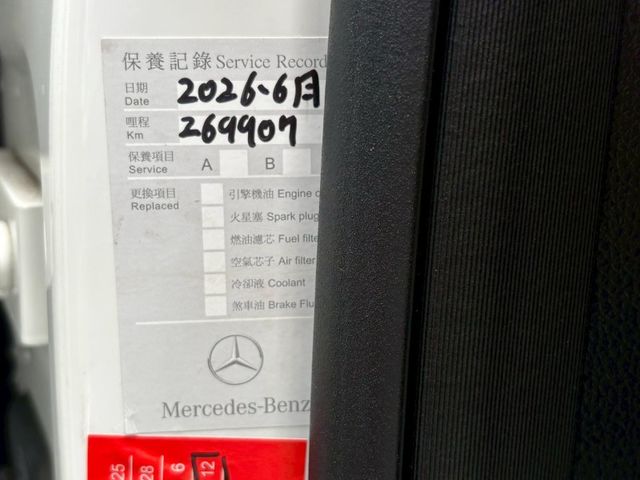 保養記錄 Service Record
日期 2026.6月
Date
哩程 269907
Km
保養項目 A B
Service
更換項目 引擎機油 Engine
Replaced
火星塞 Spark plug
燃油濾芯 Fuel filte
空氣芯子 Air filter
冷卻液 Coolant
煞車油 Brake Flu
Mercedes-Benz
25
28
6
12